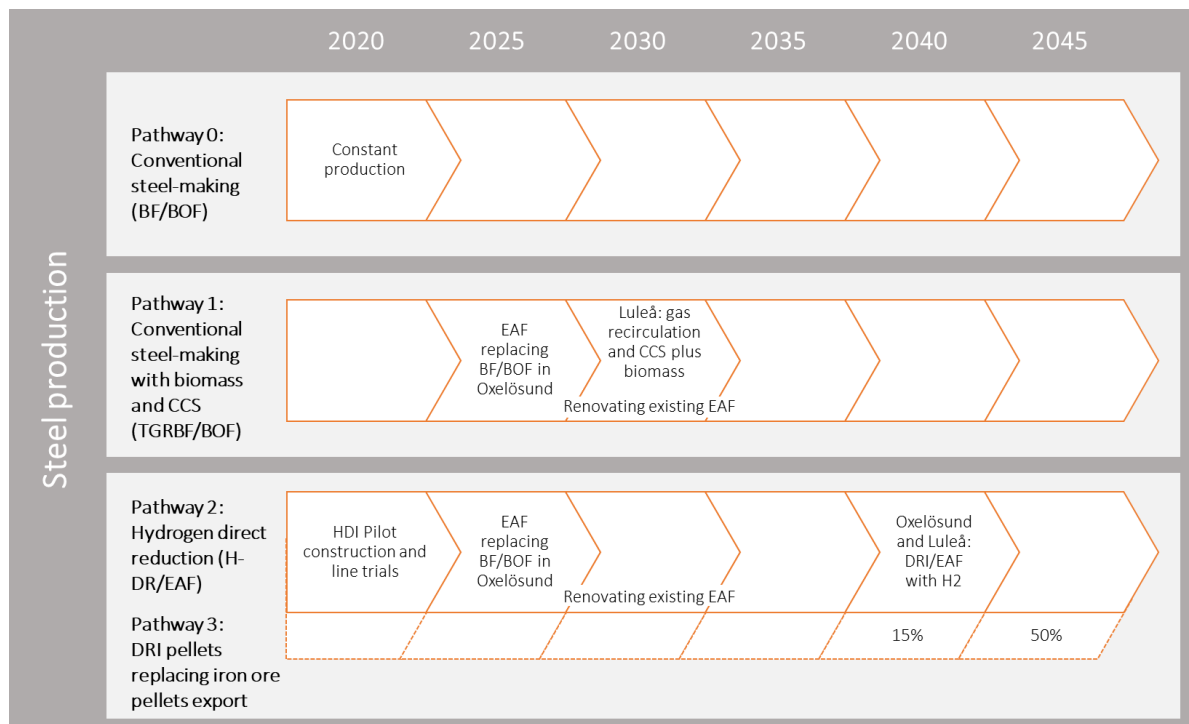 2020 2025 2030 2035 2040 2045
Steel production
Pathway 0:
Conventional
steel-making
(BF/BOF)
Constant
production
Pathway 1:
Conventional
steel-making
with biomass
and CCS
(TGRBF/BOF)
EAF
replacing
BF/BOF in
Oxelösund
Luleå: gas
recirculation
and CCS plus
biomass
Renovating existing EAF
Pathway 2:
Hydrogen direct
reduction (H-
DR/EAF)
HDI Pilot
construction and
line trials
EAF
replacing
BF/BOF in
Oxelösund
Renovating existing EAF
Oxelösund
and Luleå:
DRI/EAF
with H2
Pathway 3:
DRI pellets
replacing iron ore
pellets export
15%
50%